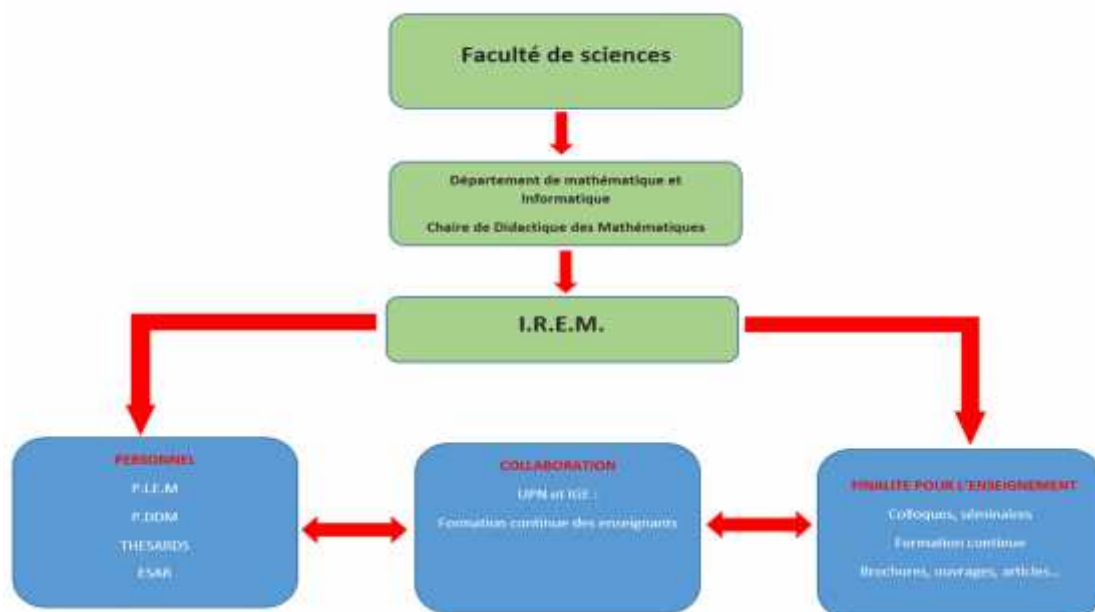 Faculté de sciences
Département de mathématique et
Informatique
Chaire de Didactique des Mathématiques
I.R.E.M.
PERSONNEL
P.I.E.M
P.DDM
THESARDS
ESAR
COLLABORATION
UPN et IGE :
Formation continue des enseignants
FINALITE POUR L'ENSEIGNEMENT
Colloques, séminaires
Formation continue
Brochures, ouvrages, articles...